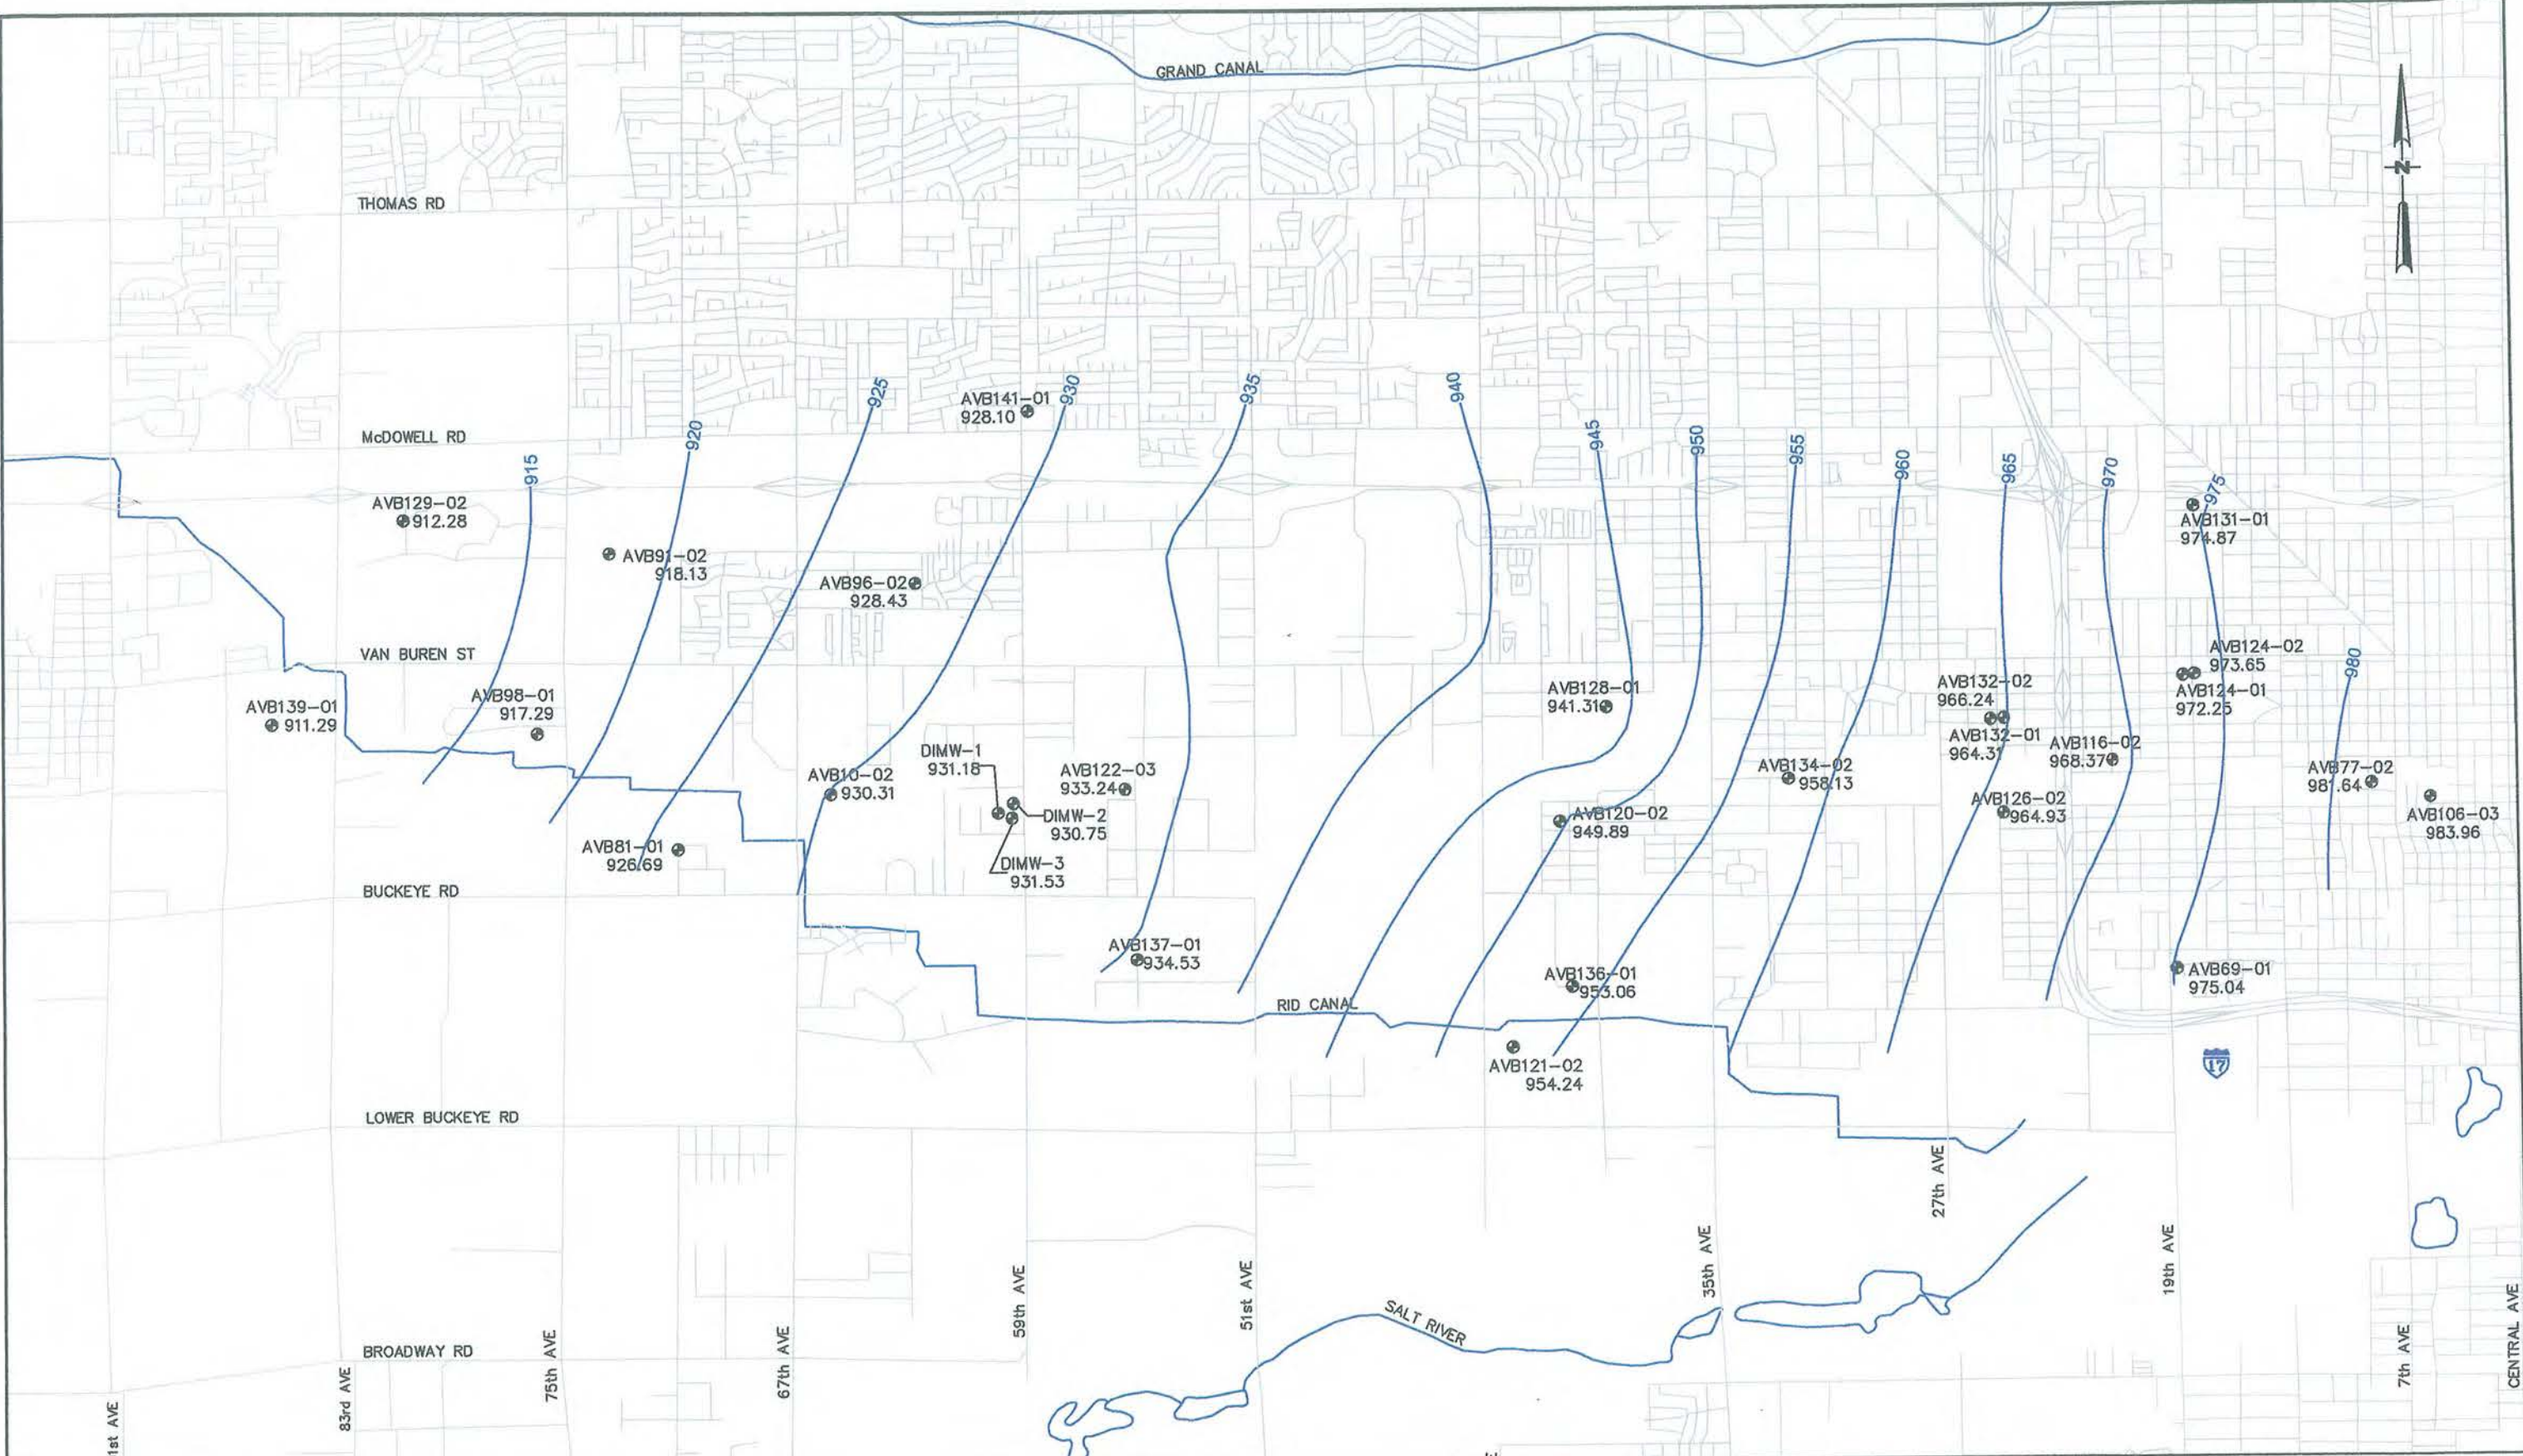 GRAND CANAL
N
THOMAS RD
McDOWELL RD
915
920
925
AVB141-01
928.10
930
935
940
945
950
955
960
965
970
975
AVB129-02
912.28
AVB91-02
918.13
AVB96-02
928.43
AVB131-01
974.87
VAN BUREN ST
AVB139-01
911.29
AVB98-01
917.29
AVB128-01
941.31
AVB132-02
966.24
AVB132-01
964.31
AVB116-02
968.37
AVB124-02
973.65
AVB124-01
972.25
980
AVB10-02
930.31
DIMW-1
931.18
DIMW-2
930.75
DIMW-3
931.53
AVB122-03
933.24
AVB134-02
958.13
AVB77-02
981.64
AVB106-03
983.96
AVB81-01
926.69
AVB120-02
949.89
AVB126-02
964.93
BUCKEYE RD
AVB137-01
934.53
AVB136-01
953.06
AVB69-01
975.04
RID CANAL
AVB121-02
954.24
17
LOWER BUCKEYE RD
SALT RIVER
BROADWAY RD
1st AVE
83rd AVE
75th AVE
67th AVE
59th AVE
51st AVE
35th AVE
27th AVE
19th AVE
7th AVE
CENTRAL AVE